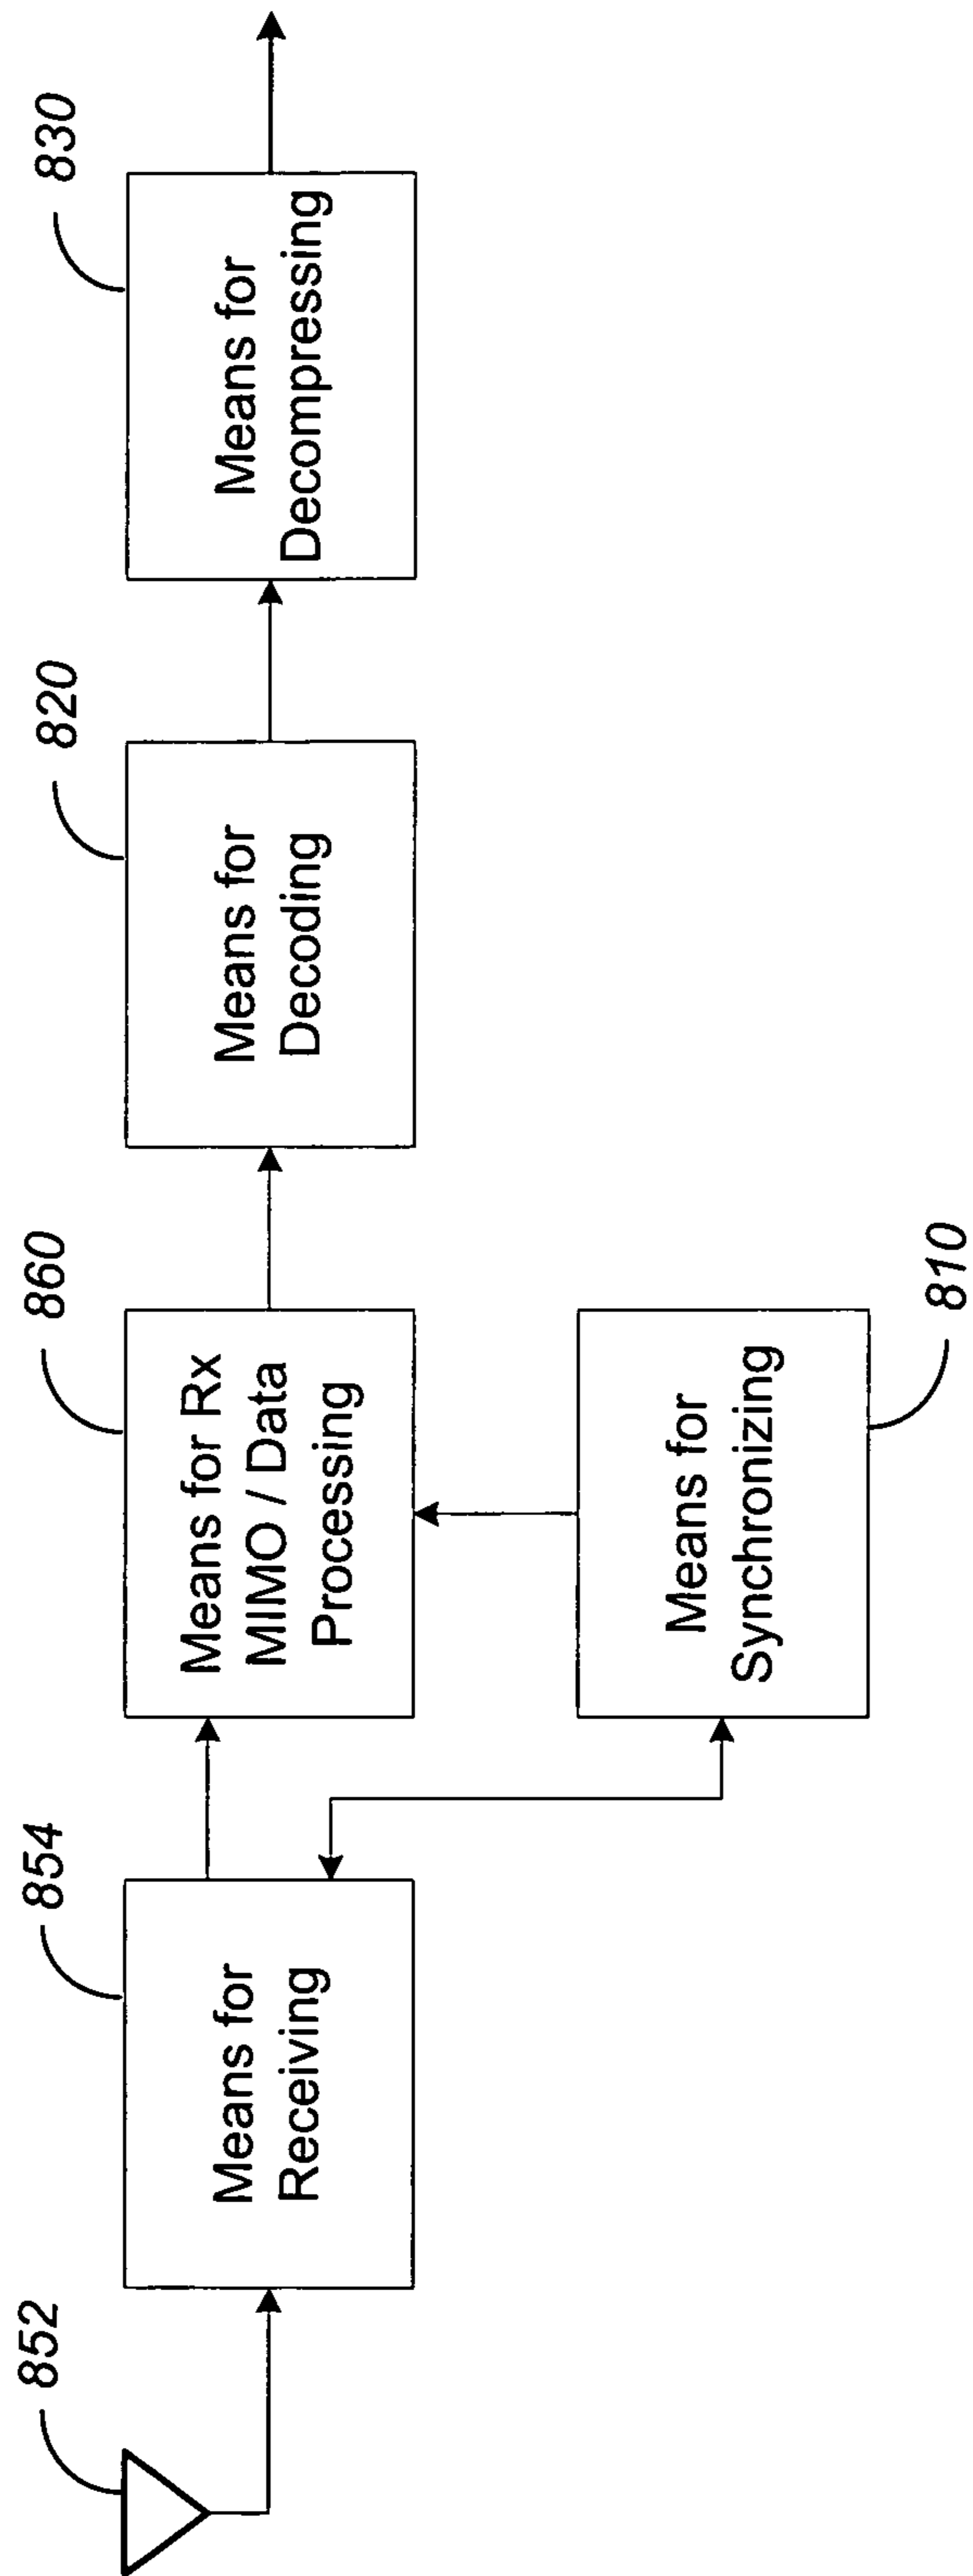 852
854
Means for
Receiving
860
Means for Rx
MIMO / Data
Processing
820
Means for
Decoding
830
Means for
Decompressing
Means for
Synchronizing
810